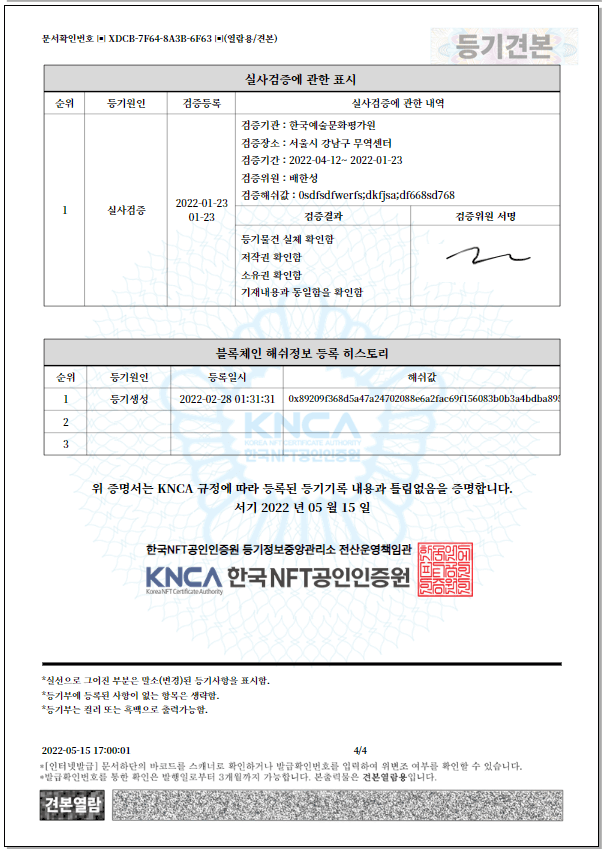 문서확인번호 [▪] XDCB-7F64-8A3B-6F63 [▪](열람용/견본)
등기견본
실사검증에 관한 표시
순위 등기원인 검증등록 실사검증에 관한 내역
검증기관 : 한국예술문화평가원
검증장소 : 서울시 강남구 무역센터
검증기간 : 2022-04-12~ 2022-01-23
검증위원 : 배한성
검증해쉬값 : 0sdfsdfwerfs;dkfjsa;df668sd768
1 실사검증 2022-01-23
01-23
검증결과 검증위원 서명
등기물건 실체 확인함
저작권 확인함
소유권 확인함
기재내용과 동일함을 확인함
블록체인 해쉬정보 등록 히스토리
순위 등기원인 등록일시 해쉬값
1 등기생성 2022-02-28 01:31:31 0x89209f368d5a47a24702088e6a2fac69f156083b0b3a4bdba895
2
3
KNCA
KOREA NFT CERTIFICATE AUTHORITY
한국NFT공인인증원
위 증명서는 KNCA 규정에 따라 등록된 등기기록 내용과 틀림없음을 증명합니다.
서기 2022 년 05 월 15 일
한국NFT공인인증원 등기정보중앙관리소 전산운영책임관
KNCA 한국NFT공인인증원
Korea NFT Certificate Authority
*실선으로 그어진 부분은 말소(변경)된 등기사항을 표시함.
*등기부에 등록된 사항이 없는 항목은 생략함.
*등기부는 컬러 또는 흑백으로 출력가능함.
2022-05-15 17:00:01 4/4
*[인터넷발급] 문서하단의 바코드를 스캐너로 확인하거나 발급확인번호를 입력하여 위변조 여부를 확인할 수 있습니다.
*발급확인번호를 통한 확인은 발행일로부터 3개월까지 가능합니다. 본출력물은 견본열람용입니다.
견본열람